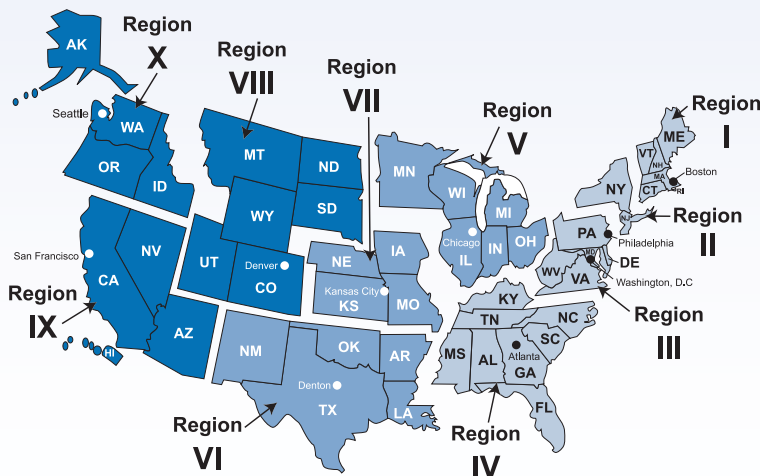 AK
Region
X
Seattle
WA
OR
ID
Region
VIII
MT
ND
SD
WY
UT
Denver
CO
Region
VII
NE
IA
Kansas City
KS
MO
Region
V
MN
WI
MI
Chicago
IL
IN
OH
Region
I
ME
VT
NH
MA
Boston
CT
RI
NY
NJ
Region
II
PA
Philadelphia
MD
DE
WV
VA
Washington, D.C
Region
III
San Francisco
NV
CA
AZ
HI
Region
IX
NM
OK
AR
Denton
TX
LA
Region
VI
KY
TN
NC
SC
MS
AL
Atlanta
GA
FL
Region
IV